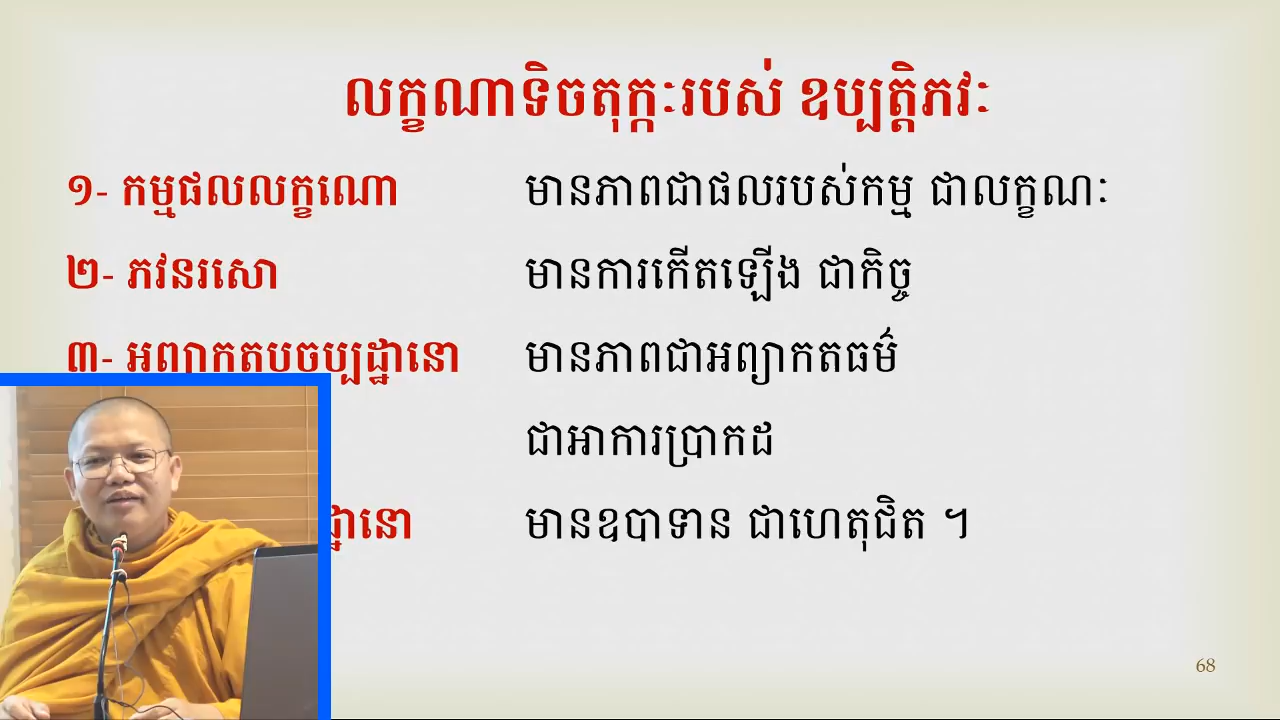 លក្ខណាទិចតុក្កៈរបស់ ឧប្បត្តិភវៈ
១- កម្មផលលក្ខណោ មានភាពជាផលរបស់កម្ម ជាលក្ខណៈ
២- ភវនរសោ មានការកើតឡើង ជាកិច្ច
៣- អព្យាកតបច្ចុប្បដ្ឋានោ មានភាពជាអព្យាកតធម៌
ជាអាការប្រាកដ
មានឧបាទាន ជាហេតុជិត ។
68